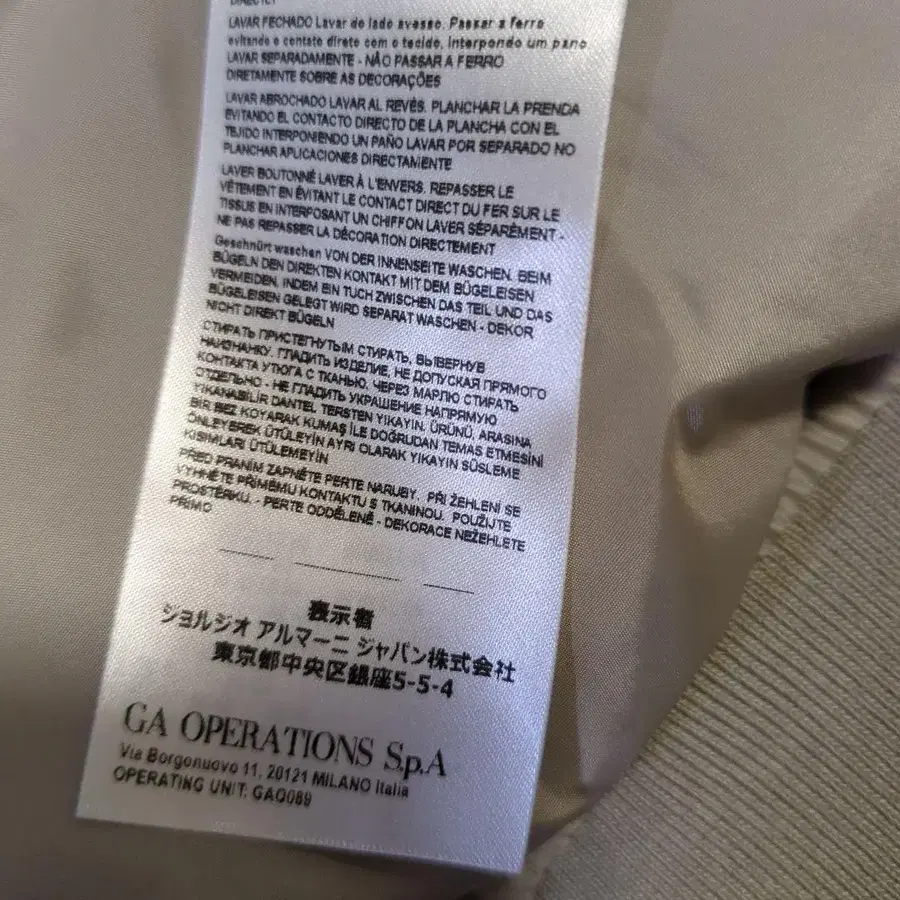 DIRECTLY
LAVAR FECHADO Lavar do lado avesso. Passar a ferro
evitando o contato direto com o tecido, interpondo um pano
LAVAR SEPARADAMENTE - NÃO PASSAR A FERRO
DIRETAMENTE SOBRE AS DECORAÇÕES
LAVAR ABROCHADO LAVAR AL REVÉS. PLANCHAR LA PRENDA
EVITANDO EL CONTACTO DIRECTO DE LA PLANCHA CON EL
TEJIDO INTERPONIENDO UN PAÑO LAVAR POR SEPARADO NO
PLANCHAR APLICACIONES DIRECTAMENTE
LAVER BOUTONNÉ LAVER À L'ENVERS. REPASSER LE
VÊTEMENT EN ÉVITANT LE CONTACT DIRECT DU FER SUR LE
TISSUS EN INTERPOSANT UN CHIFFON LAVER SÉPARÉMENT -
NE PAS REPASSER LA DÉCORATION DIRECTEMENT
Geschnürt waschen VON DER INNENSEITE WASCHEN. BEIM
BÜGELN DEN DIREKTEN KONTAKT MIT DEM BÜGELEISEN
VERMEIDEN, INDEM EIN TUCH ZWISCHEN DAS TEIL UND DAS
BÜGELEISEN GELEGT WIRD SEPARAT WASCHEN - DEKOR
NICHT DIREKT BÜGELN
СТИРАТЬ ПРИСТЕГНУТЫМ СТИРАТЬ, ВЫВЕРНУВ
НАИЗНАНКУ. ГЛАДИТЬ ИЗДЕЛИЕ, НЕ ДОПУСКАЯ ПРЯМОГО
КОНТАКТА УТЮГА С ТКАНЬЮ, ЧЕРЕЗ МАРЛЮ СТИРАТЬ
ОТДЕЛЬНО - НЕ ГЛАДИТЬ УКРАШЕНИЕ НАПРЯМУЮ
YIKANABİLİR DANTEL TERSTEN YIKAYIN. ÜRÜNÜ, ARASINA
BIR BEZ KOYARAK KUMAŞ İLE DOĞRUDAN TEMAS ETMESİNİ
ÖNLEYEREK ÜTÜLEYİN AYRI OLARAK YIKAYIN SÜSLEME
KISIMLARI ÜTÜLEMEYİN
PŘED PRANÍM ZAPNĚTE PERTE NARUBY. PŘI ŽEHLENÍ SE
VYHNĚTE PŘÍMÉMU KONTAKTU S TKANINOU. POUŽIJTE
PROSTĚRKU. - PERTE ODDĚLENĚ - DEKORACE NEŽEHLETE
PŘÍMO
表示者
ジョルジオ アルマーニ ジャパン株式会社
東京都中央区銀座5-5-4
GA OPERATIONS S.p.A
Via Borgonuovo 11, 20121 MILANO Italia
OPERATING UNIT: GAO089